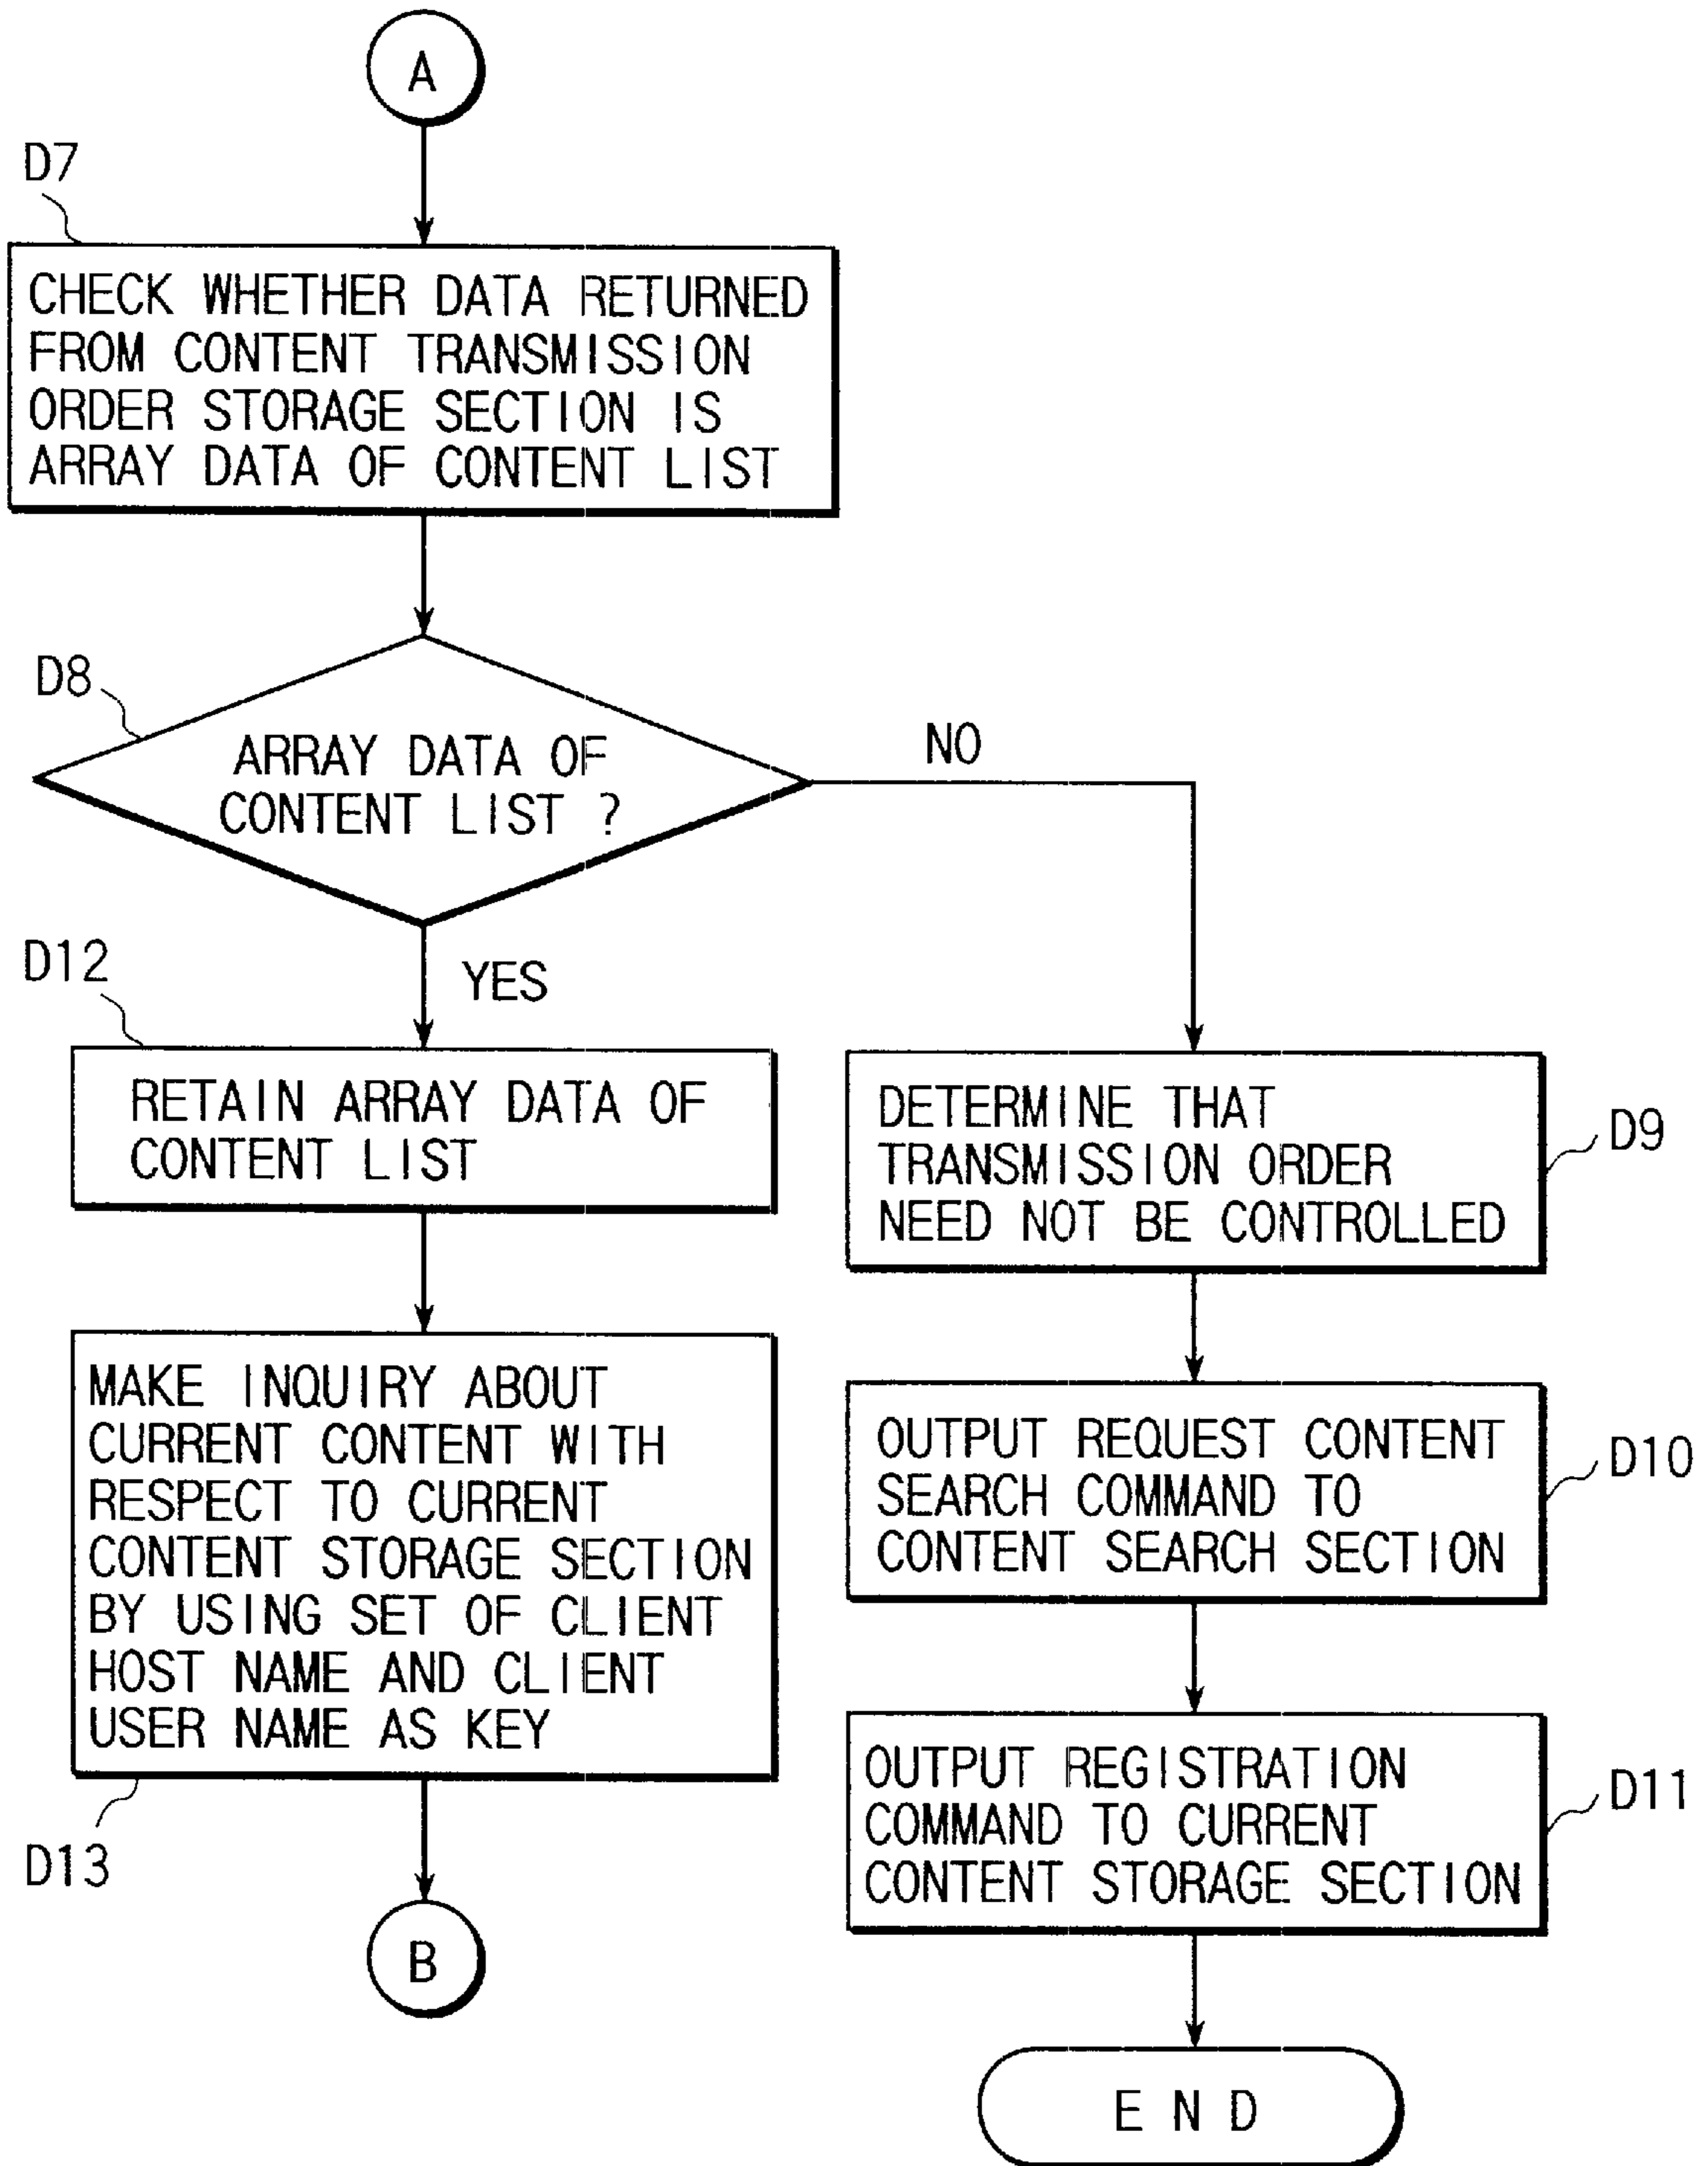 A
D7
CHECK WHETHER DATA RETURNED
FROM CONTENT TRANSMISSION
ORDER STORAGE SECTION IS
ARRAY DATA OF CONTENT LIST
D8
ARRAY DATA OF
CONTENT LIST ?
NO
YES
D12
RETAIN ARRAY DATA OF
CONTENT LIST
D13
MAKE INQUIRY ABOUT
CURRENT CONTENT WITH
RESPECT TO CURRENT
CONTENT STORAGE SECTION
BY USING SET OF CLIENT
HOST NAME AND CLIENT
USER NAME AS KEY
B
DETERMINE THAT
TRANSMISSION ORDER
NEED NOT BE CONTROLLED
D9
OUTPUT REQUEST CONTENT
SEARCH COMMAND TO
CONTENT SEARCH SECTION
D10
OUTPUT REGISTRATION
COMMAND TO CURRENT
CONTENT STORAGE SECTION
D11
END